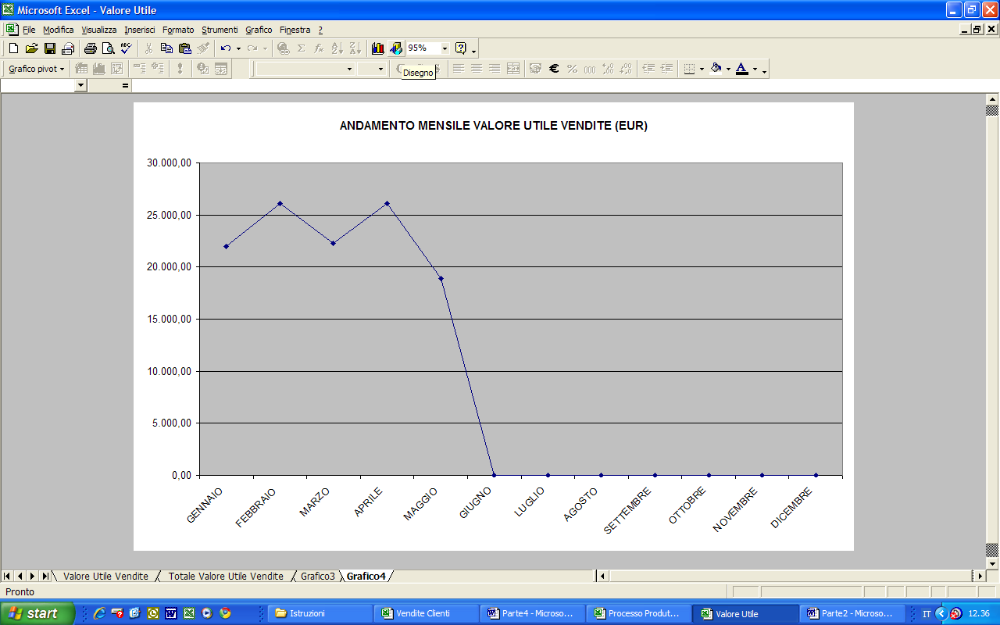 Microsoft Excel - Valore Utile
File Modifica Visualizza Inserisci Formato Strumenti Grafico Finestra ?
95%
Grafico pivot
Disegno
=
ANDAMENTO MENSILE VALORE UTILE VENDITE (EUR)
30.000,00
25.000,00
20.000,00
15.000,00
10.000,00
5.000,00
0,00
GENNAIO FEBBRAIO MARZO APRILE MAGGIO GIUGNO LUGLIO AGOSTO SETTEMBRE OTTOBRE NOVEMBRE DICEMBRE
Valore Utile Vendite Totale Valore Utile Vendite Grafico3 Grafico4
Pronto
start Istruzioni Vendite Clienti Parte4 - Microso... Processo Produt... Valore Utile Parte2 - Microso... IT 12.36